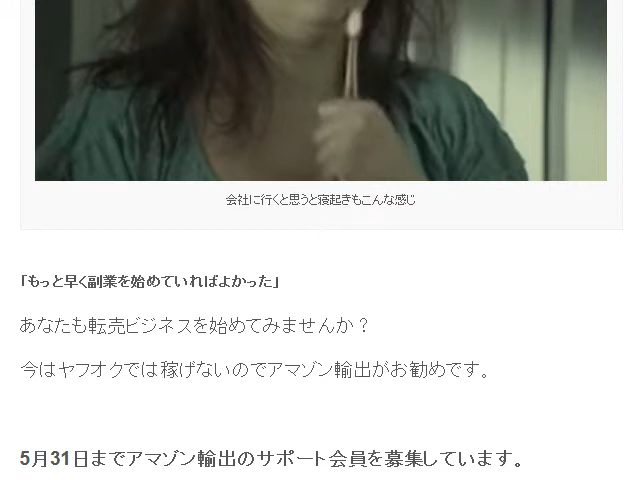 会社に行くと思うと寝起きもこんな感じ
「もっと早く副業を始めていればよかった」
あなたも転売ビジネスを始めてみませんか？
今はヤフオクでは稼げないのでアマゾン輸出がお勧めです。
5月31日までアマゾン輸出のサポート会員を募集しています。